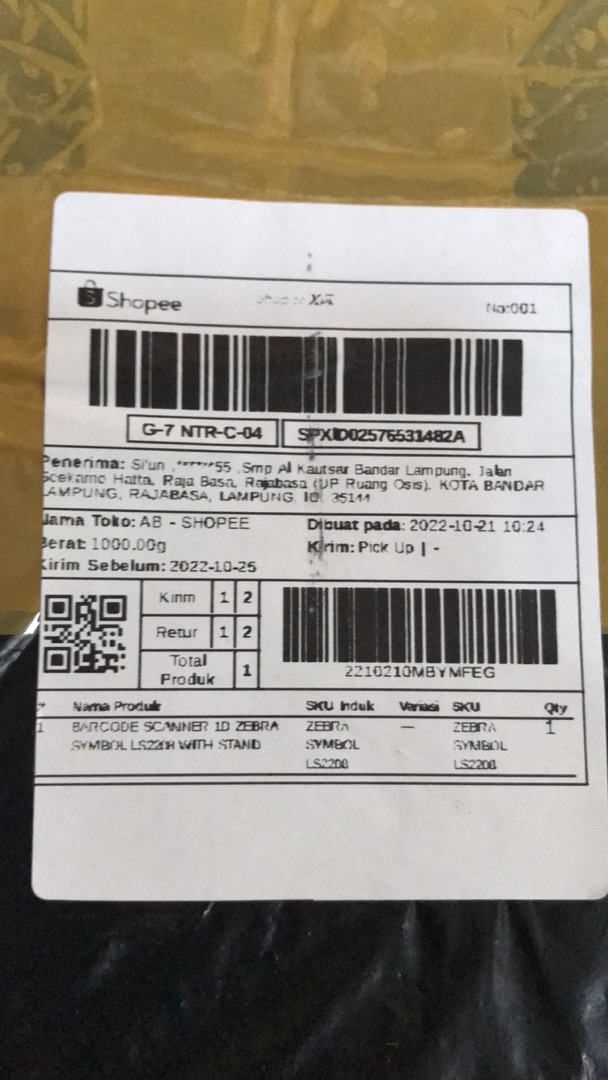 Shopee
No:001
G-7 NTR-C-04 SPXID02576531482A
Penerima: Si'un ,******55 ,Smp Al Kautsar Bandar Lampung. Jalan
Soekarno Hatta, Raja Basa, Rajabasa (UP Ruang Osis). KOTA BANDAR
LAMPUNG, RAJABASA, LAMPUNG, ID, 35144
Nama Toko: AB - SHOPEE Dibuat pada: 2022-10-21 10:24
Berat: 1000.00g Kirim: Pick Up | -
Kirim Sebelum: 2022-10-25
Kirim 1 2
Retur 1 2
Total Produk 1
2210210MBYMFEG
Nama Produk SKU Induk Variasi SKU Qty
1 BARCODE SCANNER 1D ZEBRA ZEBRA — ZEBRA 1
SYMBOL LS2208 WITH STAND SYMBOL SYMBOL
LS2208 LS2208